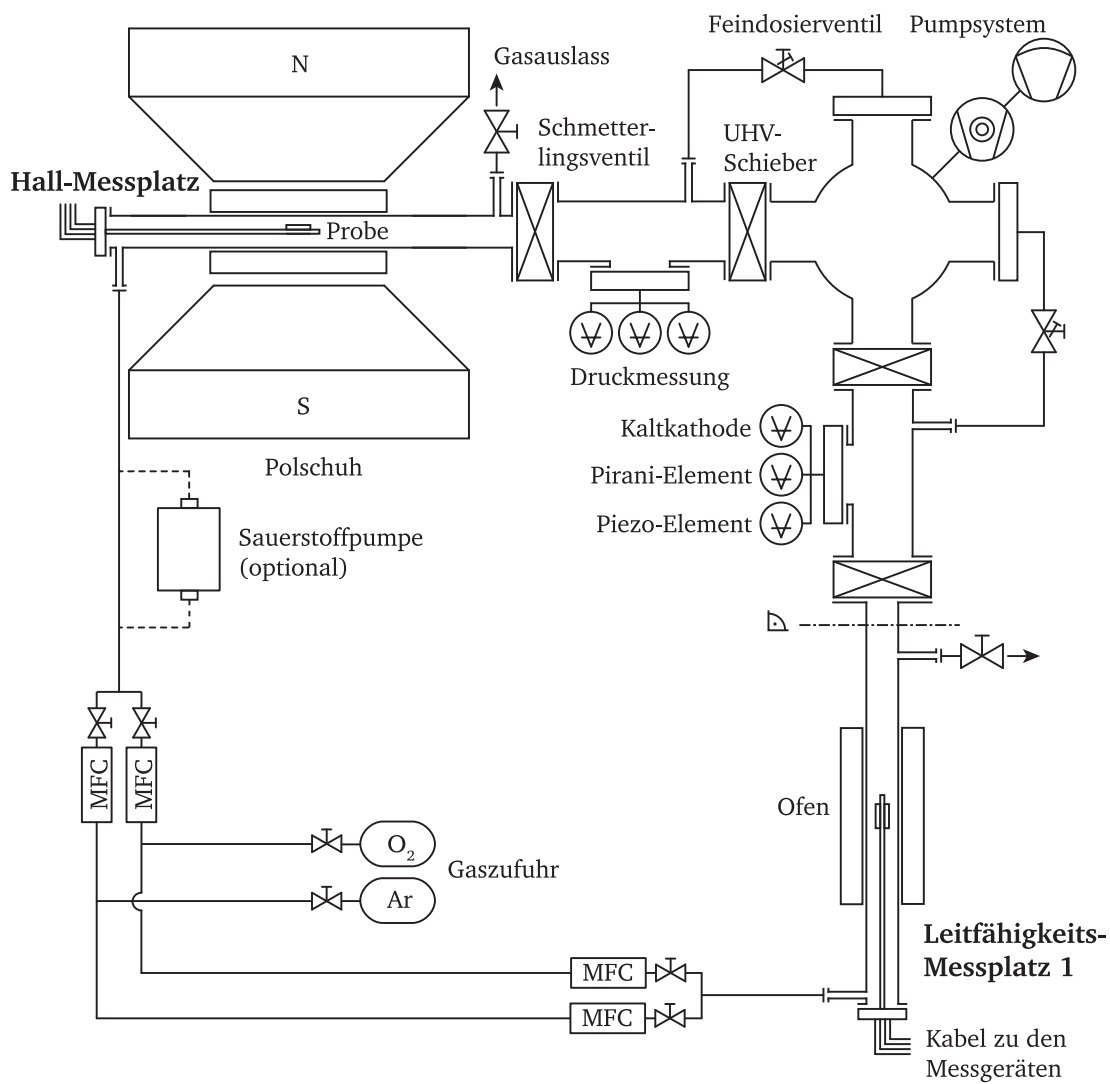 Feindosierventil
Pumpsystem
N
Gasauslass
Schmetter-
lingsventil
UHV-
Schieber
Hall-Messplatz
Probe
Druckmessung
S
Polschuh
Kaltkathode
Pirani-Element
Piezo-Element
Sauerstoffpumpe
(optional)
MFC
MFC
Ofen
O₂
Gaszufuhr
Ar
Leitfähigkeits-
Messplatz 1
MFC
MFC
Kabel zu den
Messgeräten